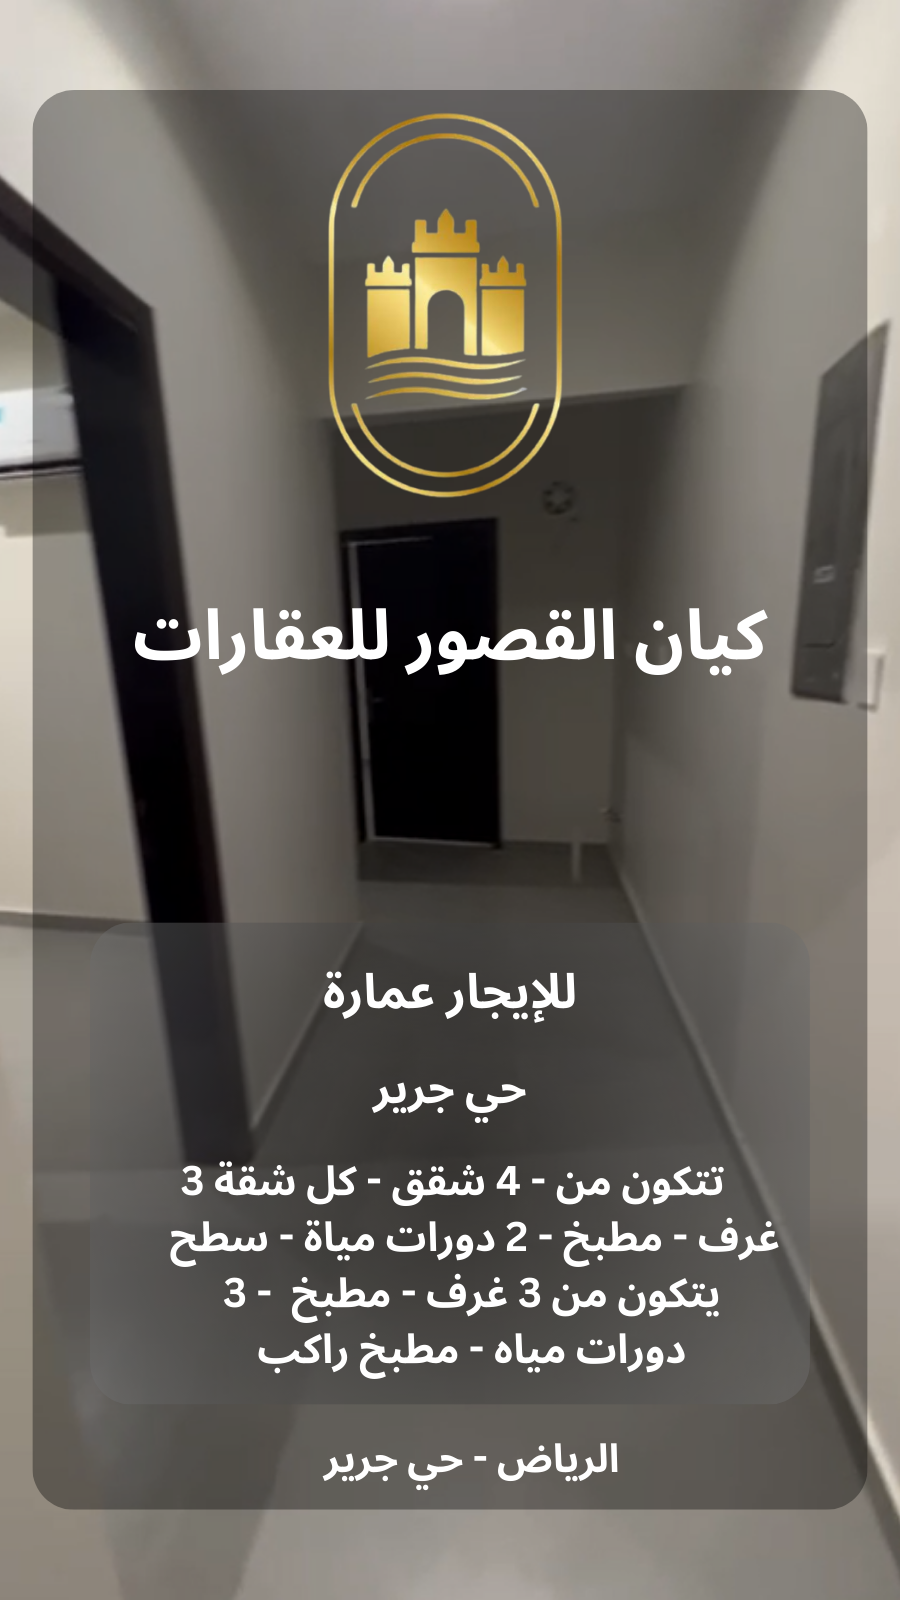 كيان القصور للعقارات
للإيجار عمارة
حي جرير
تتكون من - 4 شقق - كل شقة 3
غرف - مطبخ - 2 دورات مياة - سطح
يتكون من 3 غرف - مطبخ - 3
دورات مياه - مطبخ راكب
الرياض - حي جرير